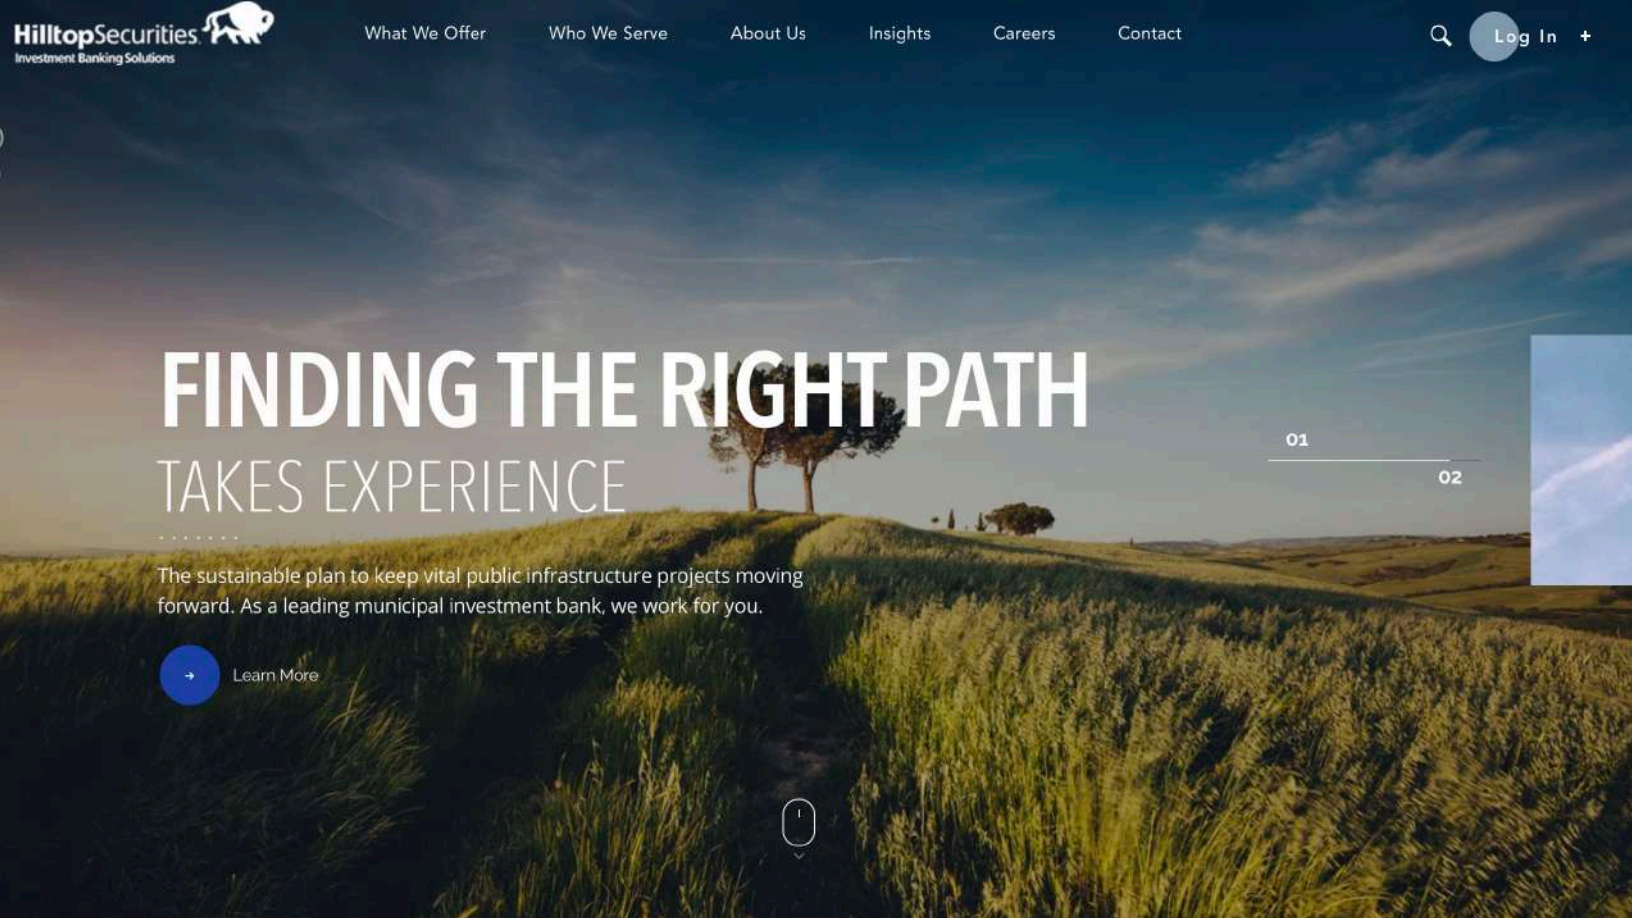 HilltopSecurities.
Investment Banking Solutions
What We Offer
Who We Serve
About Us
Insights
Careers
Contact
Log In +
FINDING THE RIGHT PATH
TAKES EXPERIENCE
01
02
The sustainable plan to keep vital public infrastructure projects moving
forward. As a leading municipal investment bank, we work for you.
Learn More